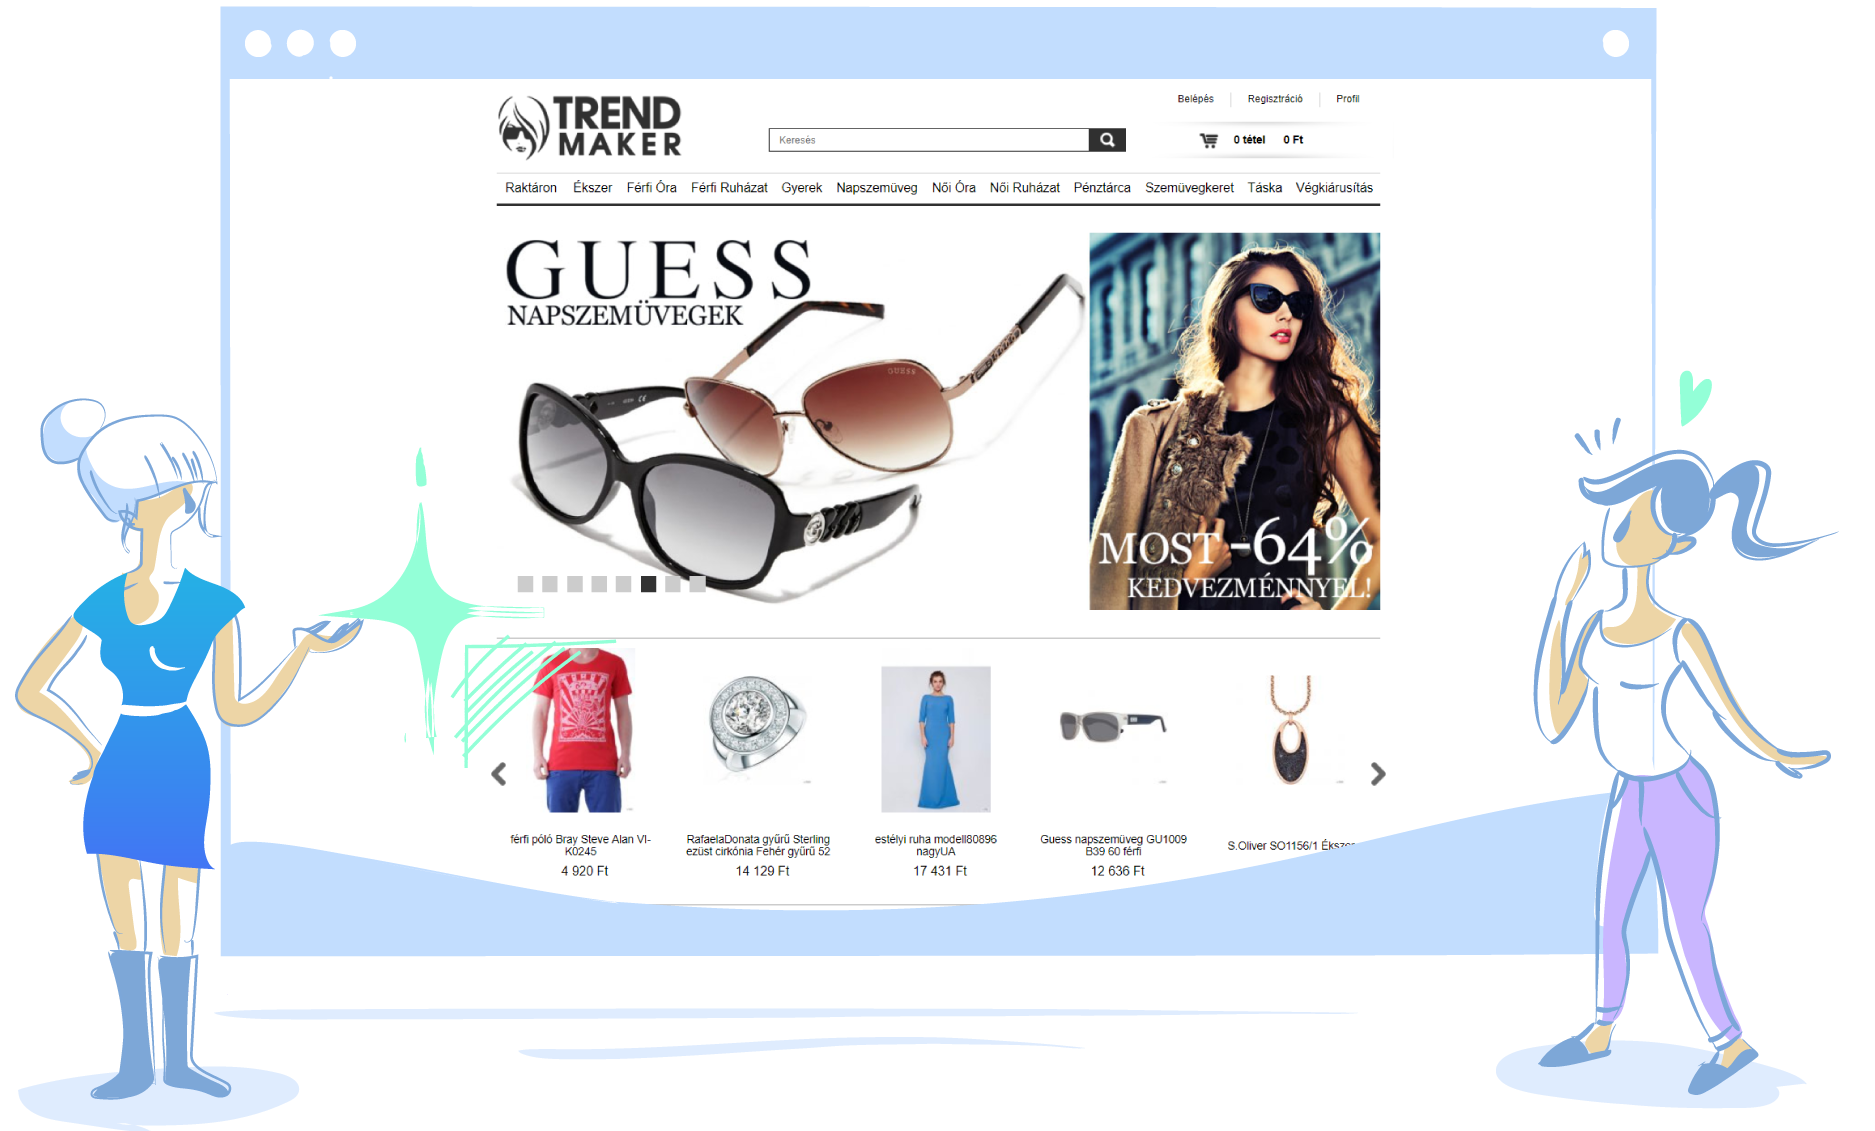 TREND
MAKER
Belépés Regisztráció Profil
Keresés
0 tétel 0 Ft
Raktáron Ékszer Férfi Óra Férfi Ruházat Gyerek Napszemüveg Női Óra Női Ruházat Pénztárca Szemüvegkeret Táska Végkiárusítás
GUESS
NAPSZEMÜVEGEK
GUESS
MOST -64%
KEDVEZMÉNNYEL!
férfi póló Bray Steve Alan VI-
K0245
4 920 Ft
RafaelaDonata gyűrű Sterling
ezüst cirkónia Fehér gyűrű 52
14 129 Ft
estélyi ruha modell80896
nagyUA
17 431 Ft
Guess napszemüveg GU1009
B39 60 férfi
12 636 Ft
S.Oliver SO1156/1